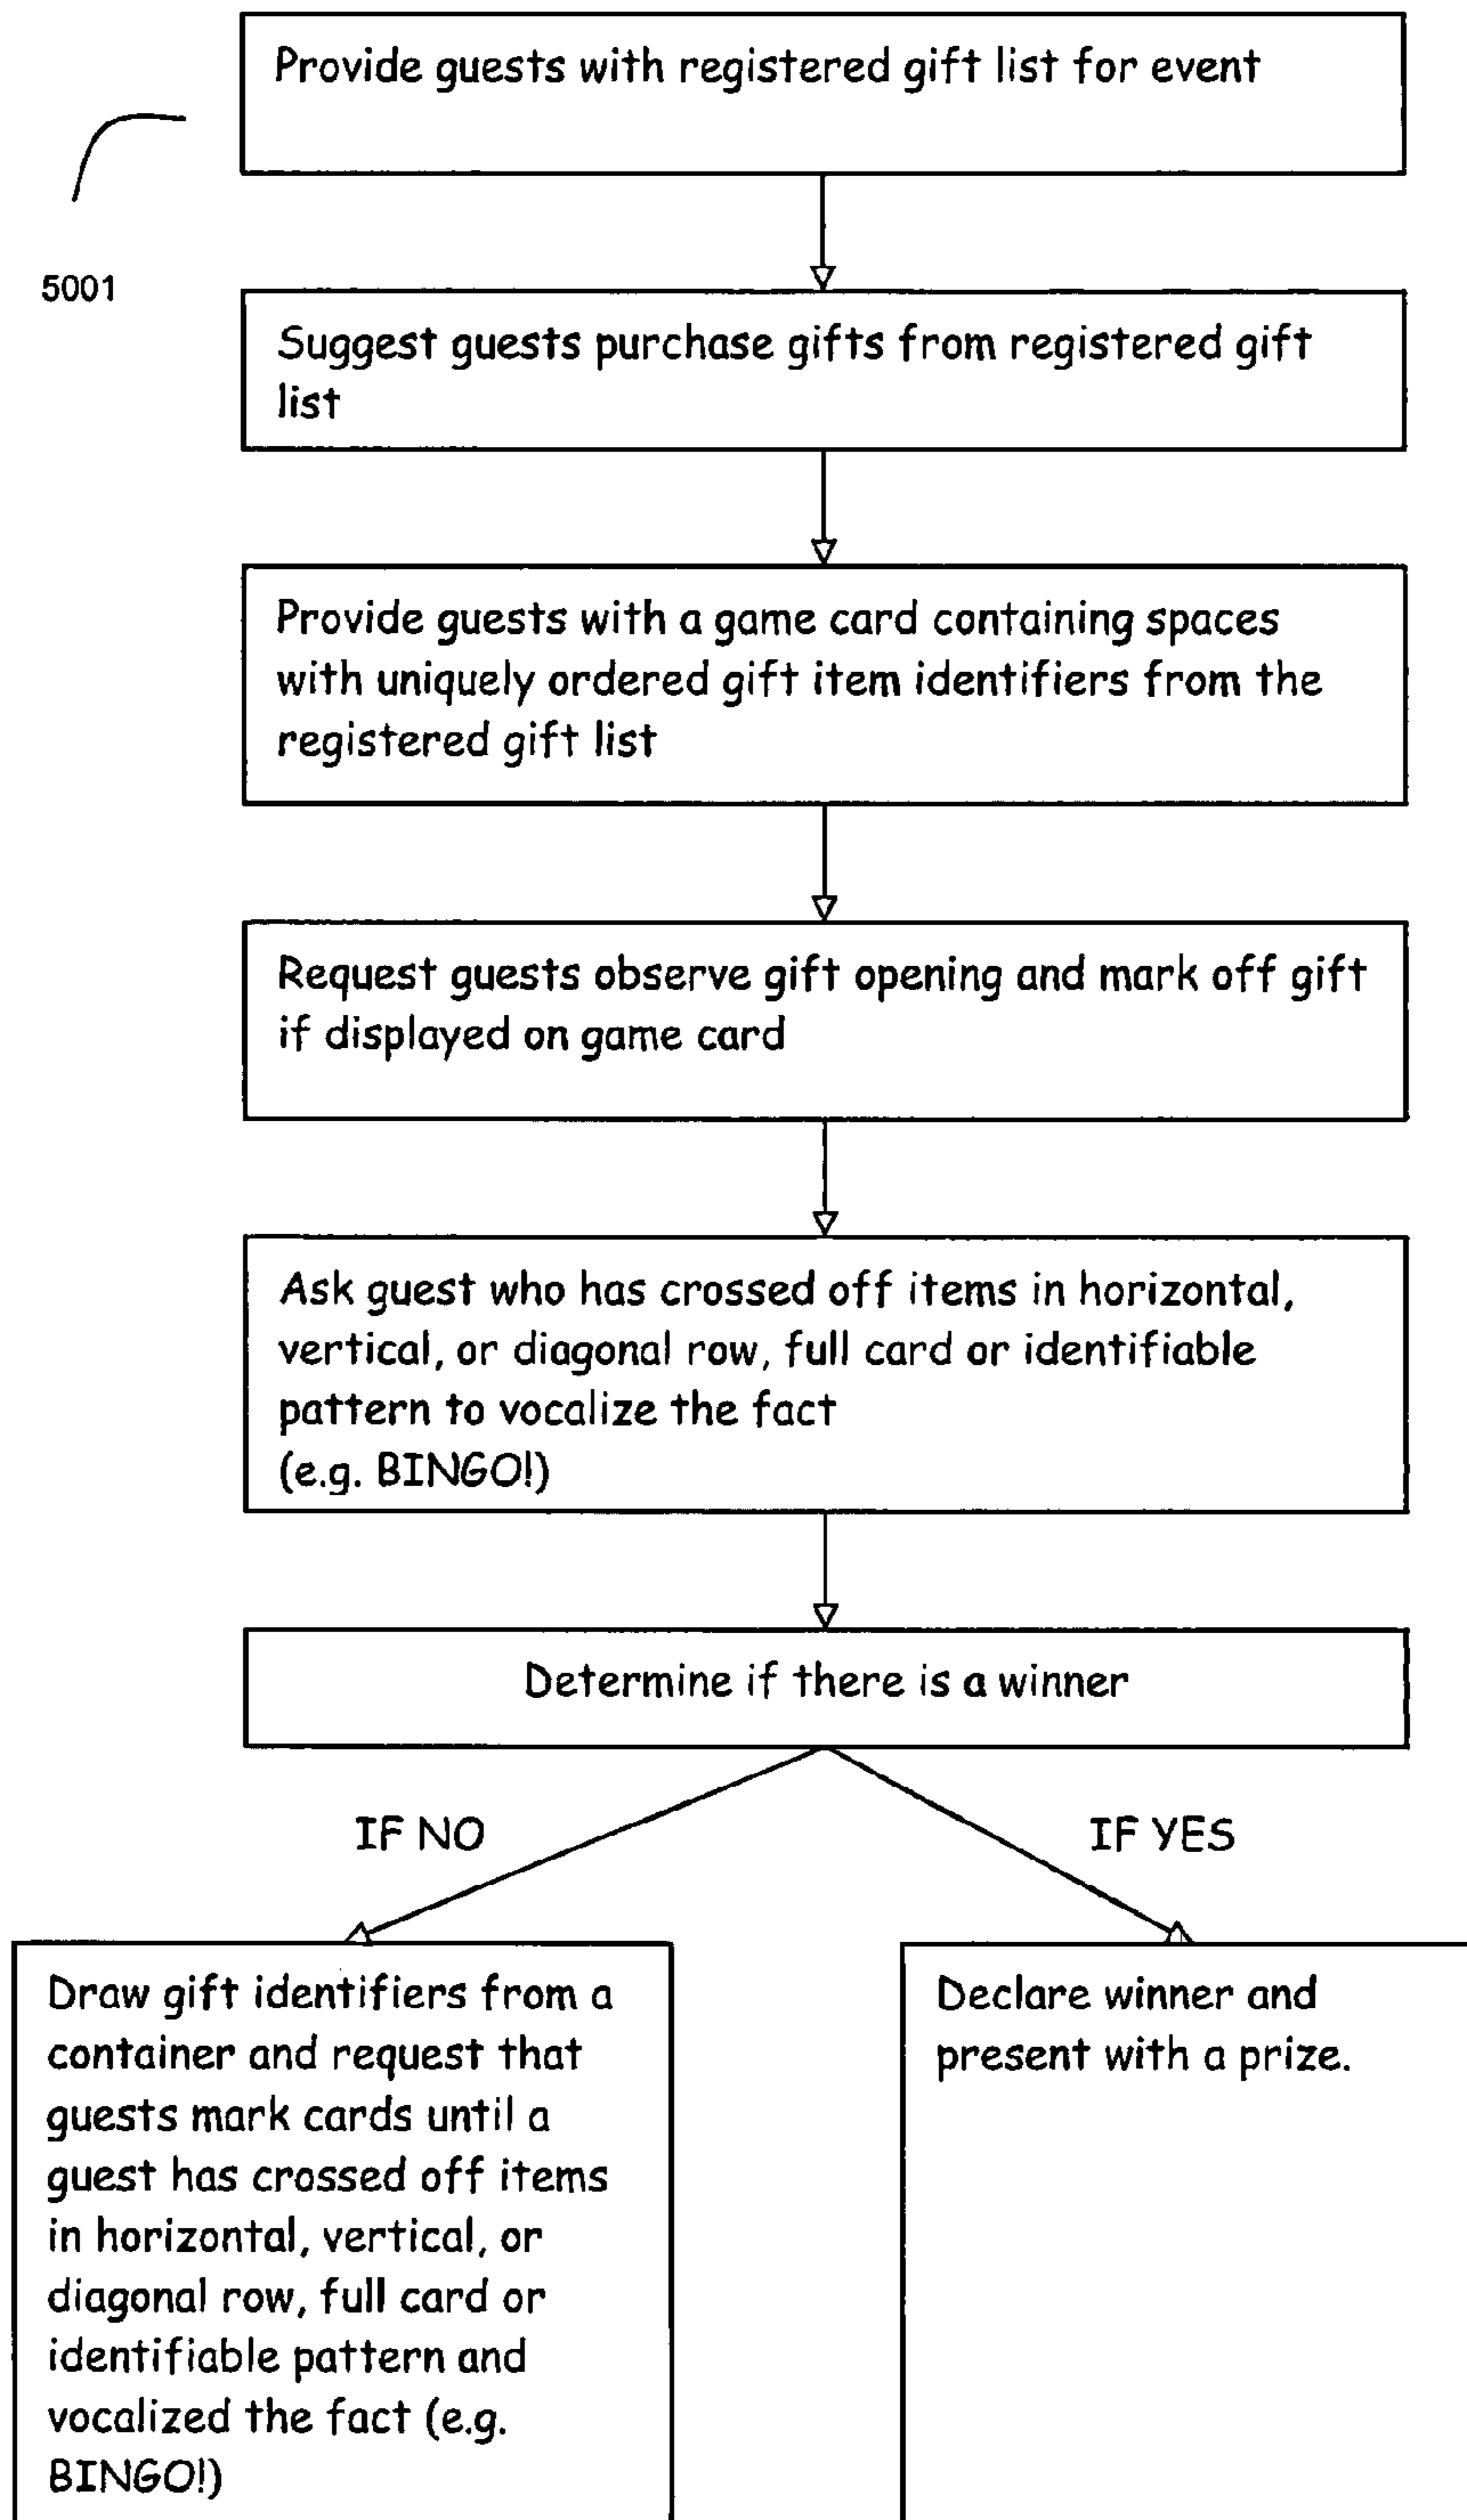 Provide guests with registered gift list for event
5001
Suggest guests purchase gifts from registered gift
list
Provide guests with a game card containing spaces
with uniquely ordered gift item identifiers from the
registered gift list
Request guests observe gift opening and mark off gift
if displayed on game card
Ask guest who has crossed off items in horizontal,
vertical, or diagonal row, full card or identifiable
pattern to vocalize the fact
(e.g. BINGO!)
Determine if there is a winner
IF NO
IF YES
Draw gift identifiers from a
container and request that
guests mark cards until a
guest has crossed off items
in horizontal, vertical, or
diagonal row, full card or
identifiable pattern and
vocalized the fact (e.g.
BINGO!)
Declare winner and
present with a prize.